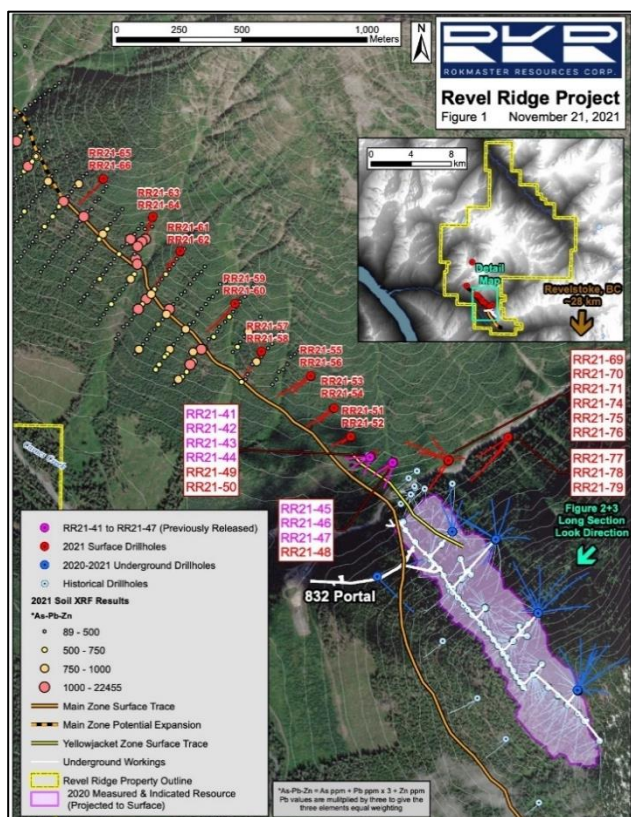 0 250 500 1,000
Meters
N
RKR
ROKMASTER RESOURCES CORP.
Revel Ridge Project
Figure 1 November 21, 2021
0 4 8
km
Detail
Map
Revelstoke, BC
~28 km
RR21-65
RR21-66
RR21-63
RR21-64
RR21-61
RR21-62
RR21-59
RR21-60
RR21-57
RR21-58
RR21-55
RR21-56
RR21-53
RR21-54
RR21-51
RR21-52
RR21-69
RR21-70
RR21-71
RR21-74
RR21-75
RR21-76
RR21-41
RR21-42
RR21-43
RR21-44
RR21-49
RR21-50
RR21-77
RR21-78
RR21-79
RR21-45
RR21-46
RR21-47
RR21-48
Figure 2+3
Long Section
Look Direction
832 Portal
LEGEND
RR21-41 to RR21-47 (Previously Released)
2021 Surface Drillholes
2020-2021 Underground Drillholes
Historical Drillholes
2021 Soil XRF Results
*As-Pb-Zn
89 - 500
500 - 750
750 - 1000
1000 - 22455
Main Zone Surface Trace
Main Zone Potential Expansion
Yellowjacket Zone Surface Trace
Underground Workings
Revel Ridge Property Outline
2020 Measured & Indicated Resource
(Projected to Surface)
*As-Pb-Zn = As ppm + Pb ppm x 3 + Zn ppm
Pb values are mulitplied by three to give the
three elements equal weighting